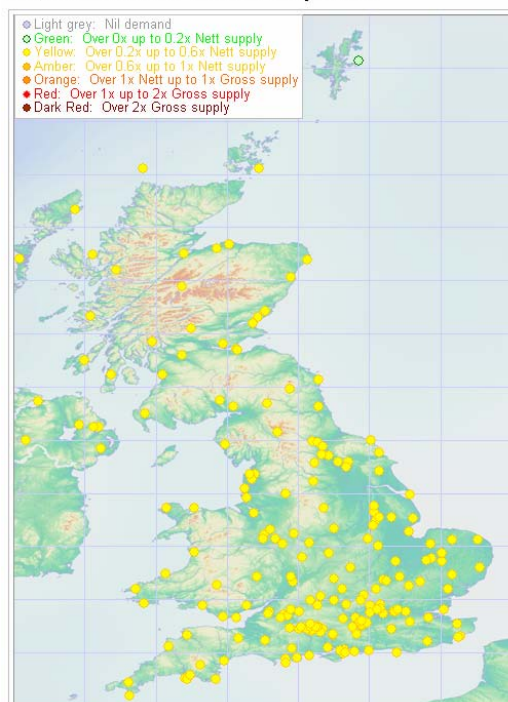 Light grey: Nil demand
Green: Over 0x up to 0.2x Nett supply
Yellow: Over 0.2x up to 0.6x Nett supply
Amber: Over 0.6x up to 1x Nett supply
Orange: Over 1x Nett up to 1x Gross supply
Red: Over 1x up to 2x Gross supply
Dark Red: Over 2x Gross supply